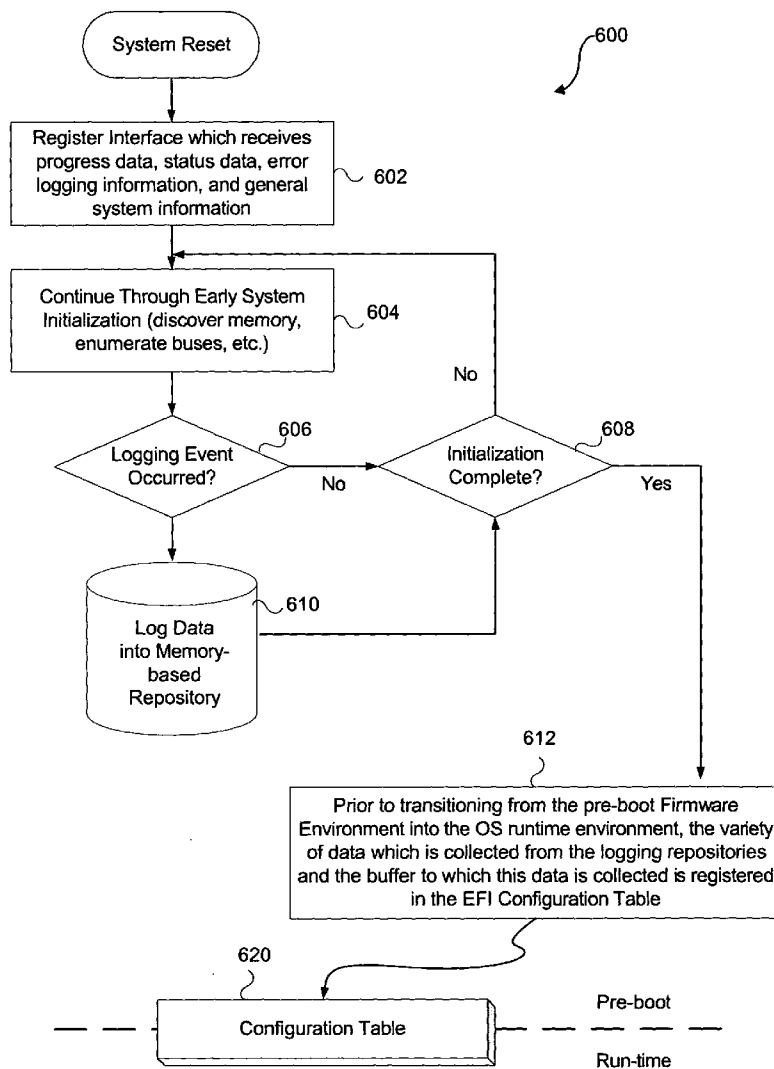 System Reset
600
Register Interface which receives
progress data, status data, error
logging information, and general
system information
602
Continue Through Early System
Initialization (discover memory,
enumerate buses, etc.)
604
No
Logging Event
Occurred?
606
No
Initialization
Complete?
608
Yes
Log Data
into Memory-
based
Repository
610
612
Prior to transitioning from the pre-boot Firmware
Environment into the OS runtime environment, the variety
of data which is collected from the logging repositories
and the buffer to which this data is collected is registered
in the EFI Configuration Table
620
Configuration Table
Pre-boot
Run-time